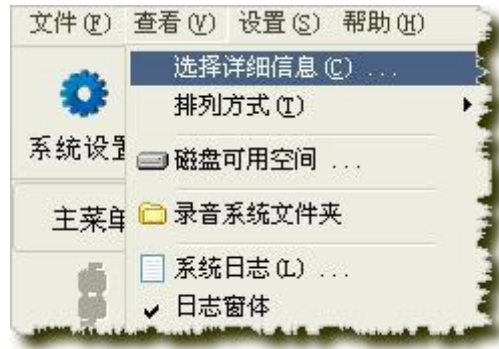 文件(F) 查看(V) 设置(S) 帮助(H)
选择详细信息(C) ...
排列方式(T)
系统设置
磁盘可用空间 ...
主菜单
录音系统文件夹
系统日志(L) ...
日志窗体